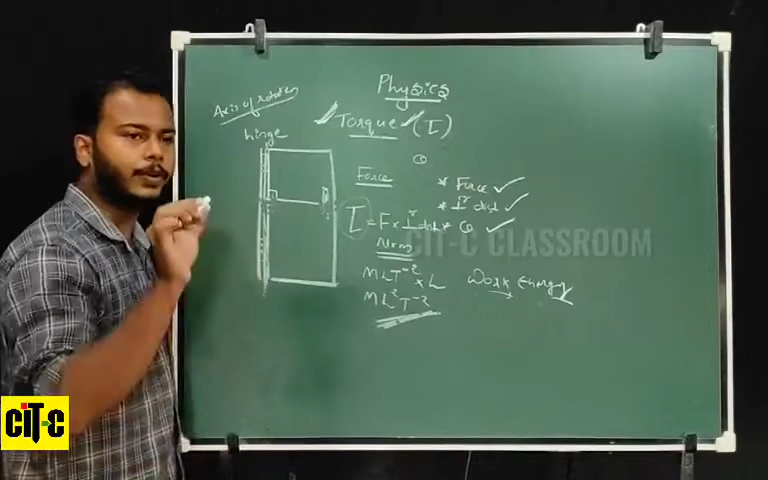 Physics
Axis of rotation
Torque (τ)
hinge
θ
Force
* Force ✓
* ⊥r dist ✓
τ = F × ⊥r dist * θ ✓
N×m
CIT-C CLASSROOM
MLT⁻² × L
Work Energy
ML²T⁻²
CiT-C